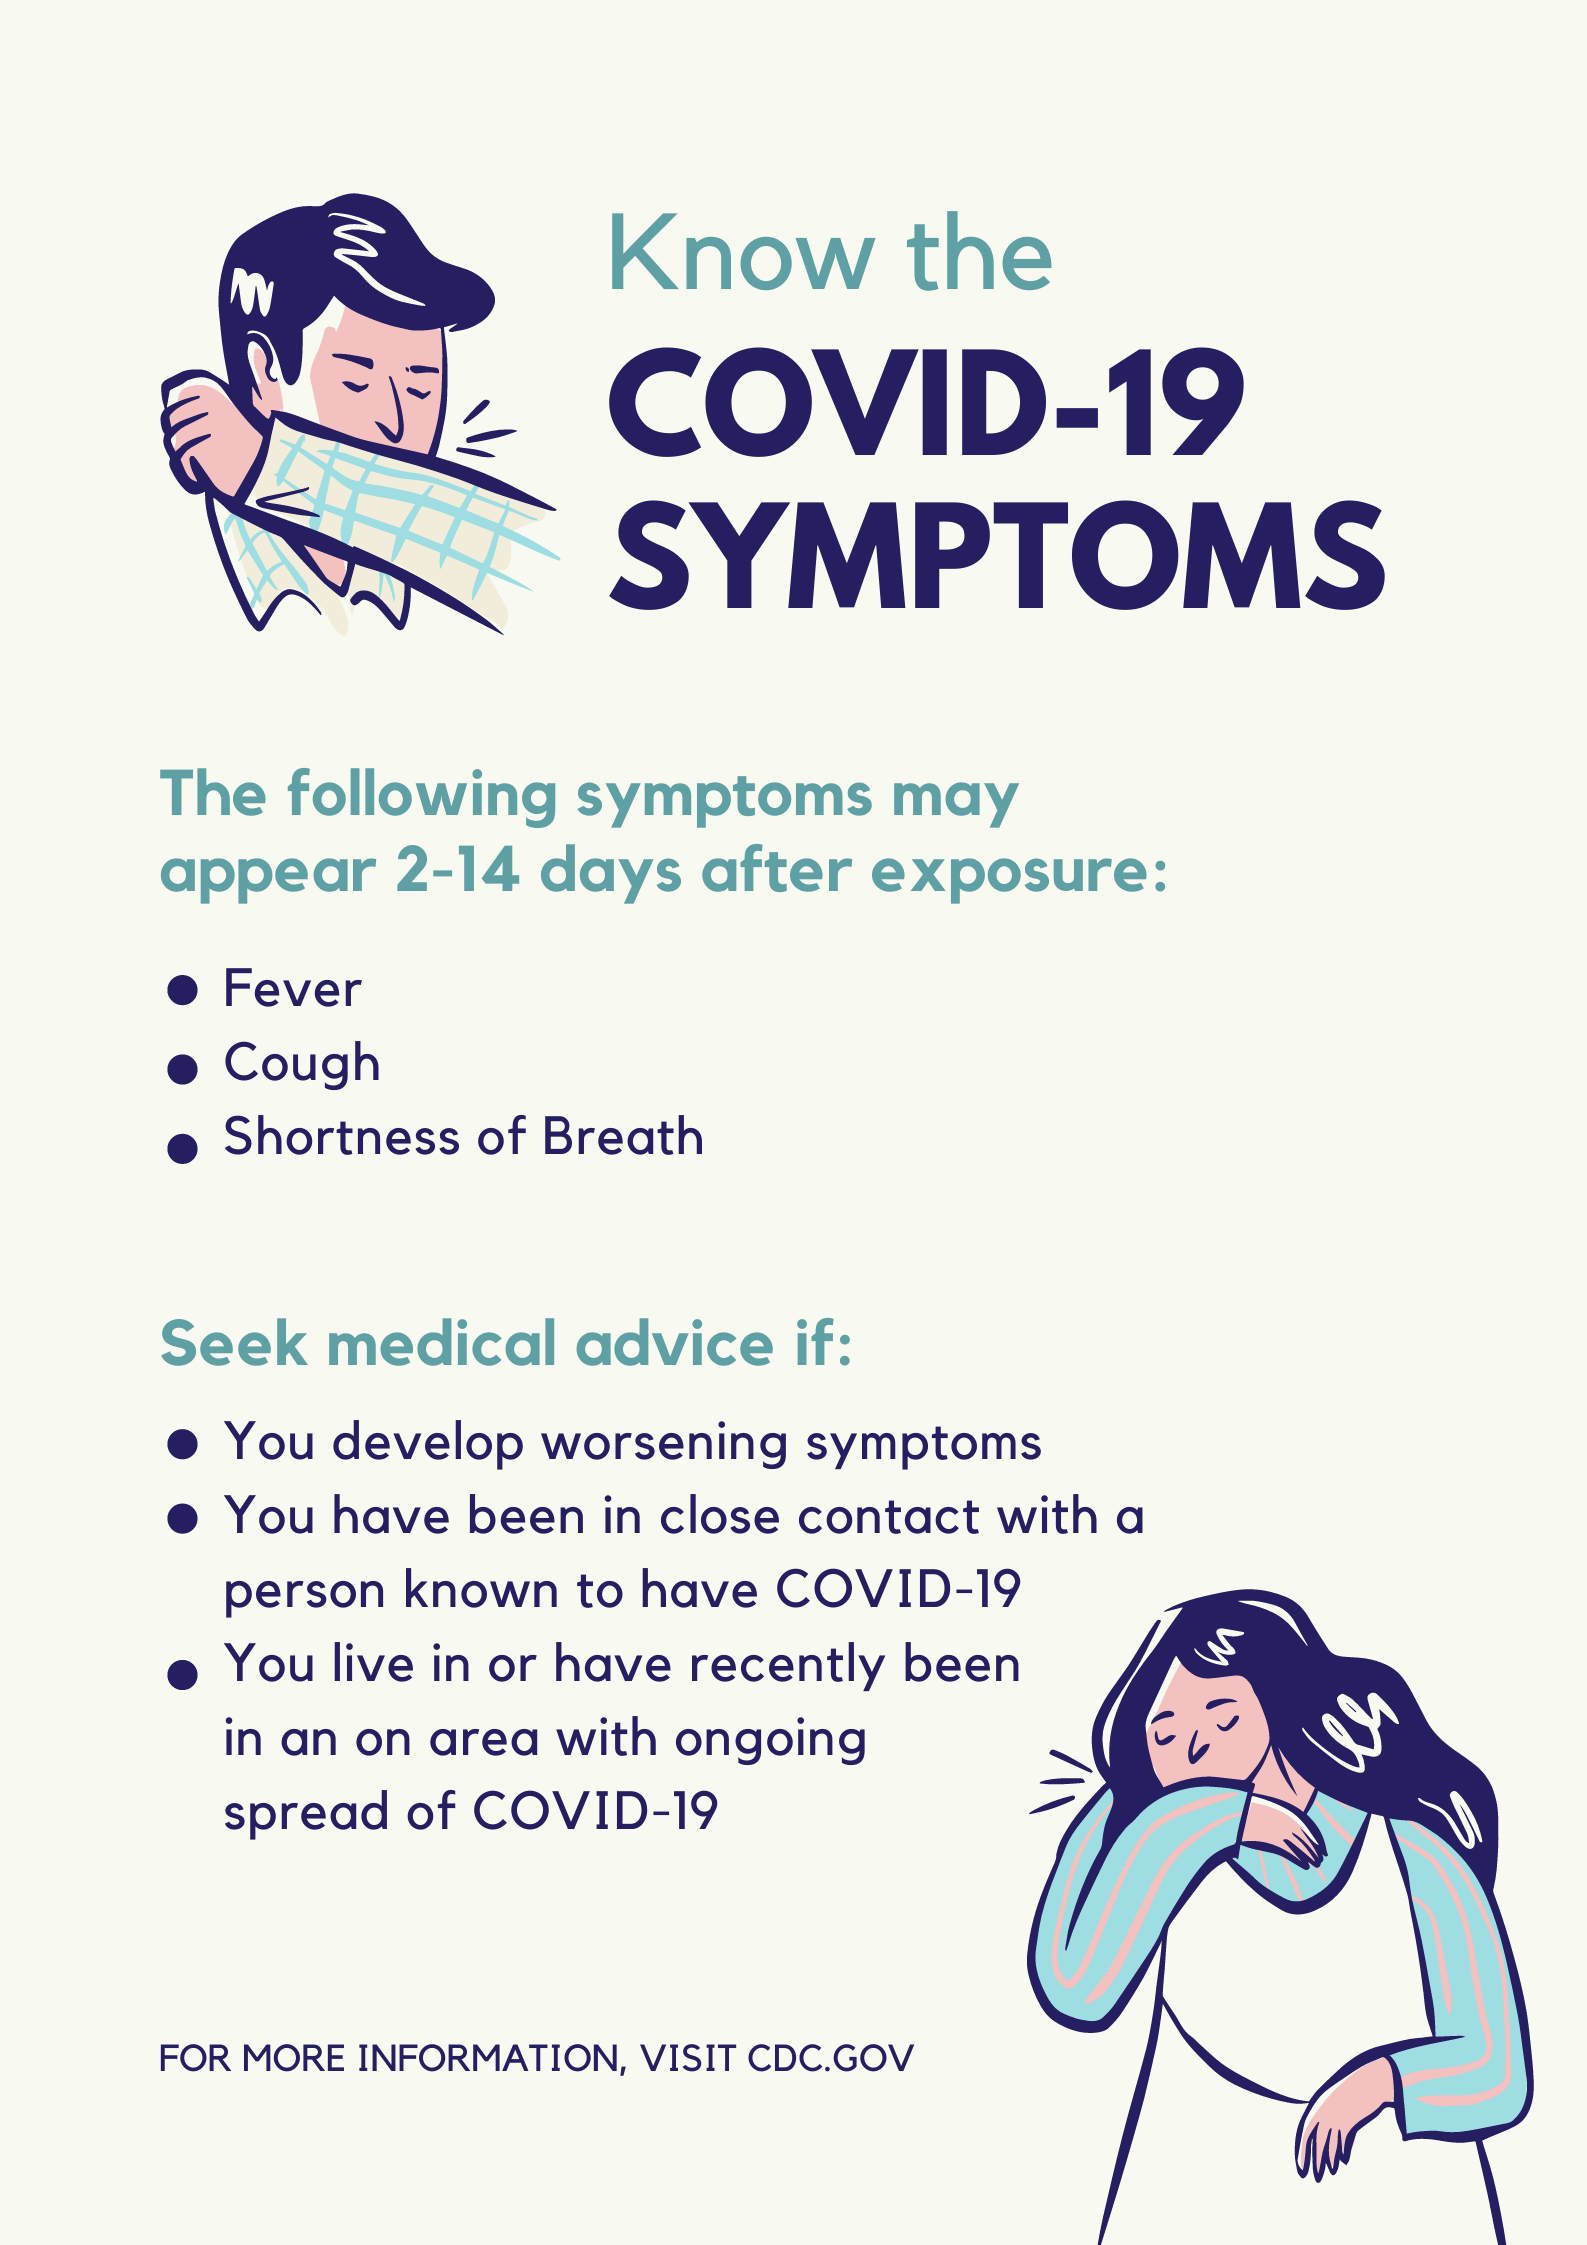 Know the
COVID-19
SYMPTOMS
The following symptoms may
appear 2-14 days after exposure:
● Fever
● Cough
● Shortness of Breath
Seek medical advice if:
● You develop worsening symptoms
● You have been in close contact with a
person known to have COVID-19
● You live in or have recently been
in an on area with ongoing
spread of COVID-19
FOR MORE INFORMATION, VISIT CDC.GOV